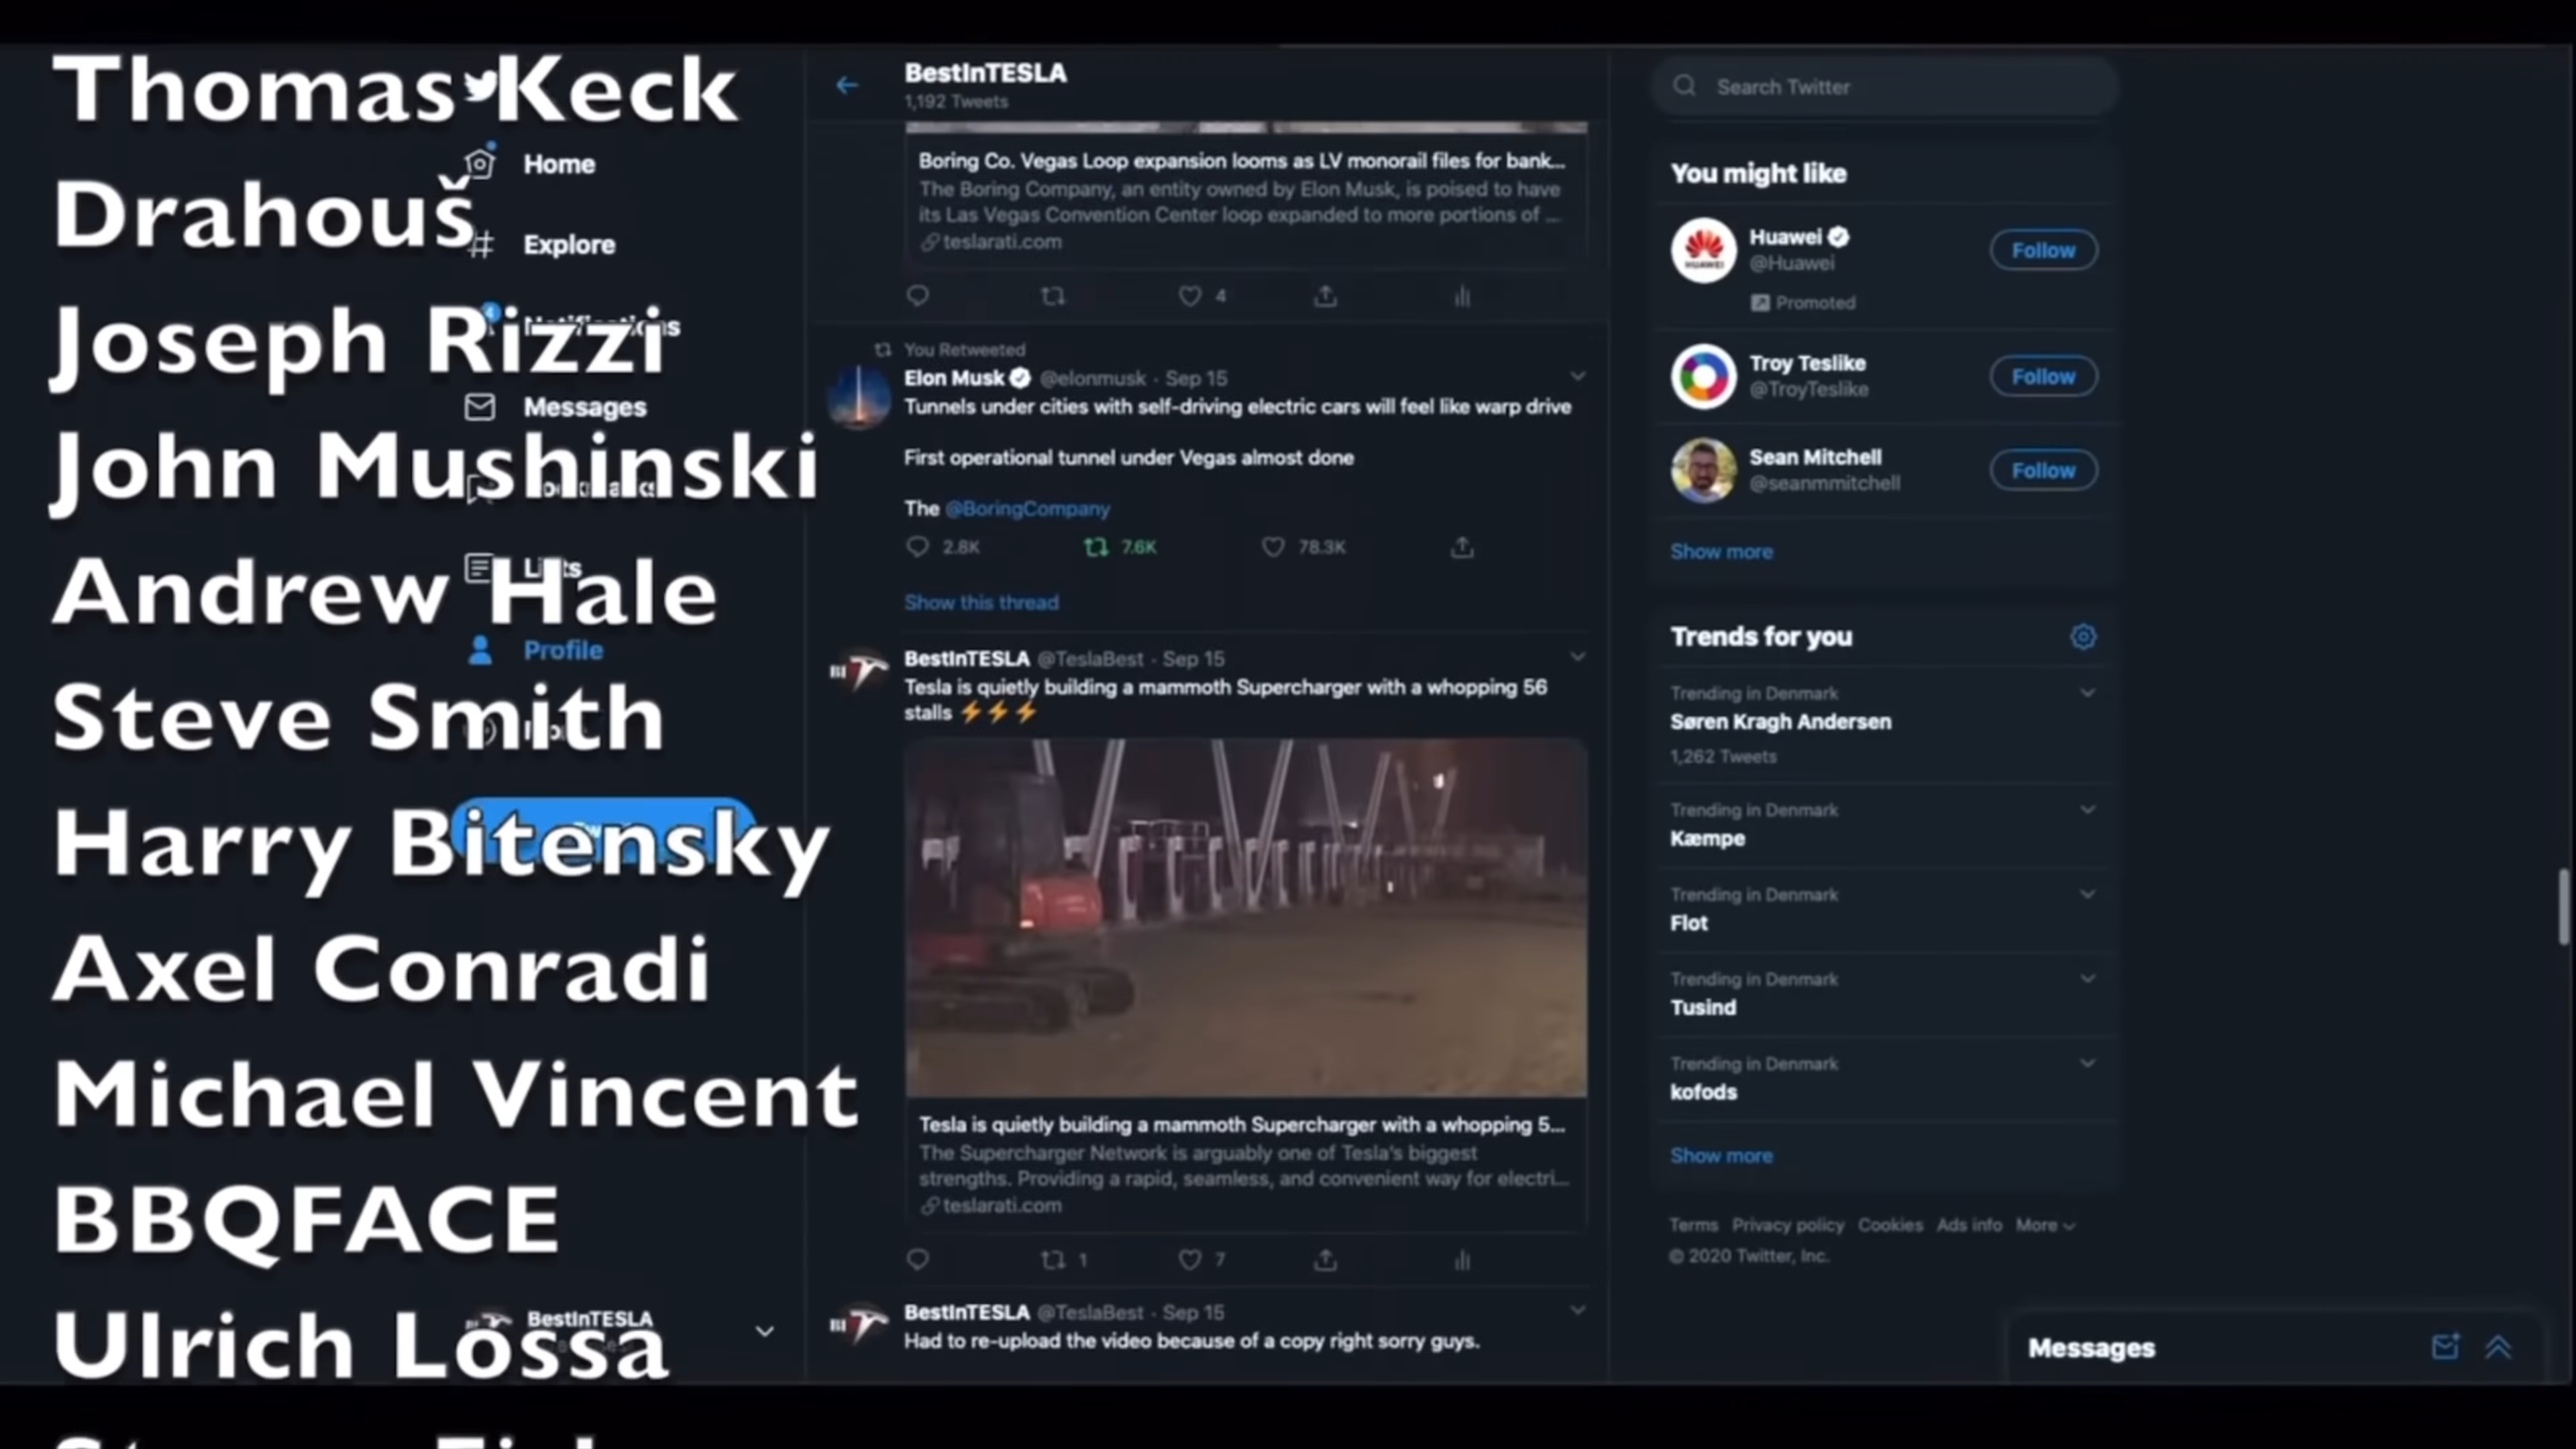 Thomas Keck
Drahouš
Joseph Rizzi
John Mushinski
Andrew Hale
Steve Smith
Harry Bitensky
Axel Conradi
Michael Vincent
BBQFACE
Ulrich Lossa
Home
Explore
4
Notifications
Messages
Lists
Profile
BestInTESLA
BestInTESLA
1,192 Tweets
Boring Co. Vegas Loop expansion looms as LV monorail files for bank...
The Boring Company, an entity owned by Elon Musk, is poised to have
its Las Vegas Convention Center loop expanded to more portions of ...
teslarati.com
4
You Retweeted
Elon Musk @elonmusk · Sep 15
Tunnels under cities with self-driving electric cars will feel like warp drive
First operational tunnel under Vegas almost done
The @BoringCompany
2.8K 7.6K 78.3K
Show this thread
BestInTESLA @TeslaBest · Sep 15
Tesla is quietly building a mammoth Supercharger with a whopping 56
stalls ⚡⚡⚡
Tesla is quietly building a mammoth Supercharger with a whopping 5...
The Supercharger Network is arguably one of Tesla's biggest
strengths. Providing a rapid, seamless, and convenient way for electri...
teslarati.com
1 7
BestInTESLA @TeslaBest · Sep 15
Had to re-upload the video because of a copy right sorry guys.
Search Twitter
You might like
HUAWEI
Huawei
@Huawei
Follow
Promoted
Troy Teslike
@TroyTeslike
Follow
Sean Mitchell
@seanmmitchell
Follow
Show more
Trends for you
Trending in Denmark
Søren Kragh Andersen
1,262 Tweets
Trending in Denmark
Kæmpe
Trending in Denmark
Flot
Trending in Denmark
Tusind
Trending in Denmark
kofods
Show more
Terms Privacy policy Cookies Ads info More
© 2020 Twitter, Inc.
Messages